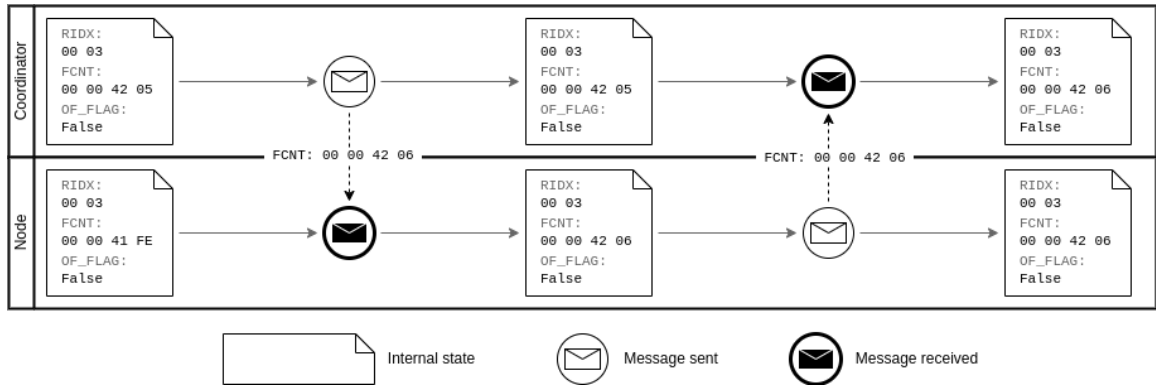 Coordinator
RIDX:
00 03
FCNT:
00 00 42 05
OF_FLAG:
False
RIDX:
00 03
FCNT:
00 00 42 05
OF_FLAG:
False
RIDX:
00 03
FCNT:
00 00 42 06
OF_FLAG:
False
FCNT: 00 00 42 06
FCNT: 00 00 42 06
Node
RIDX:
00 03
FCNT:
00 00 41 FE
OF_FLAG:
False
RIDX:
00 03
FCNT:
00 00 42 06
OF_FLAG:
False
RIDX:
00 03
FCNT:
00 00 42 06
OF_FLAG:
False
Internal state
Message sent
Message received